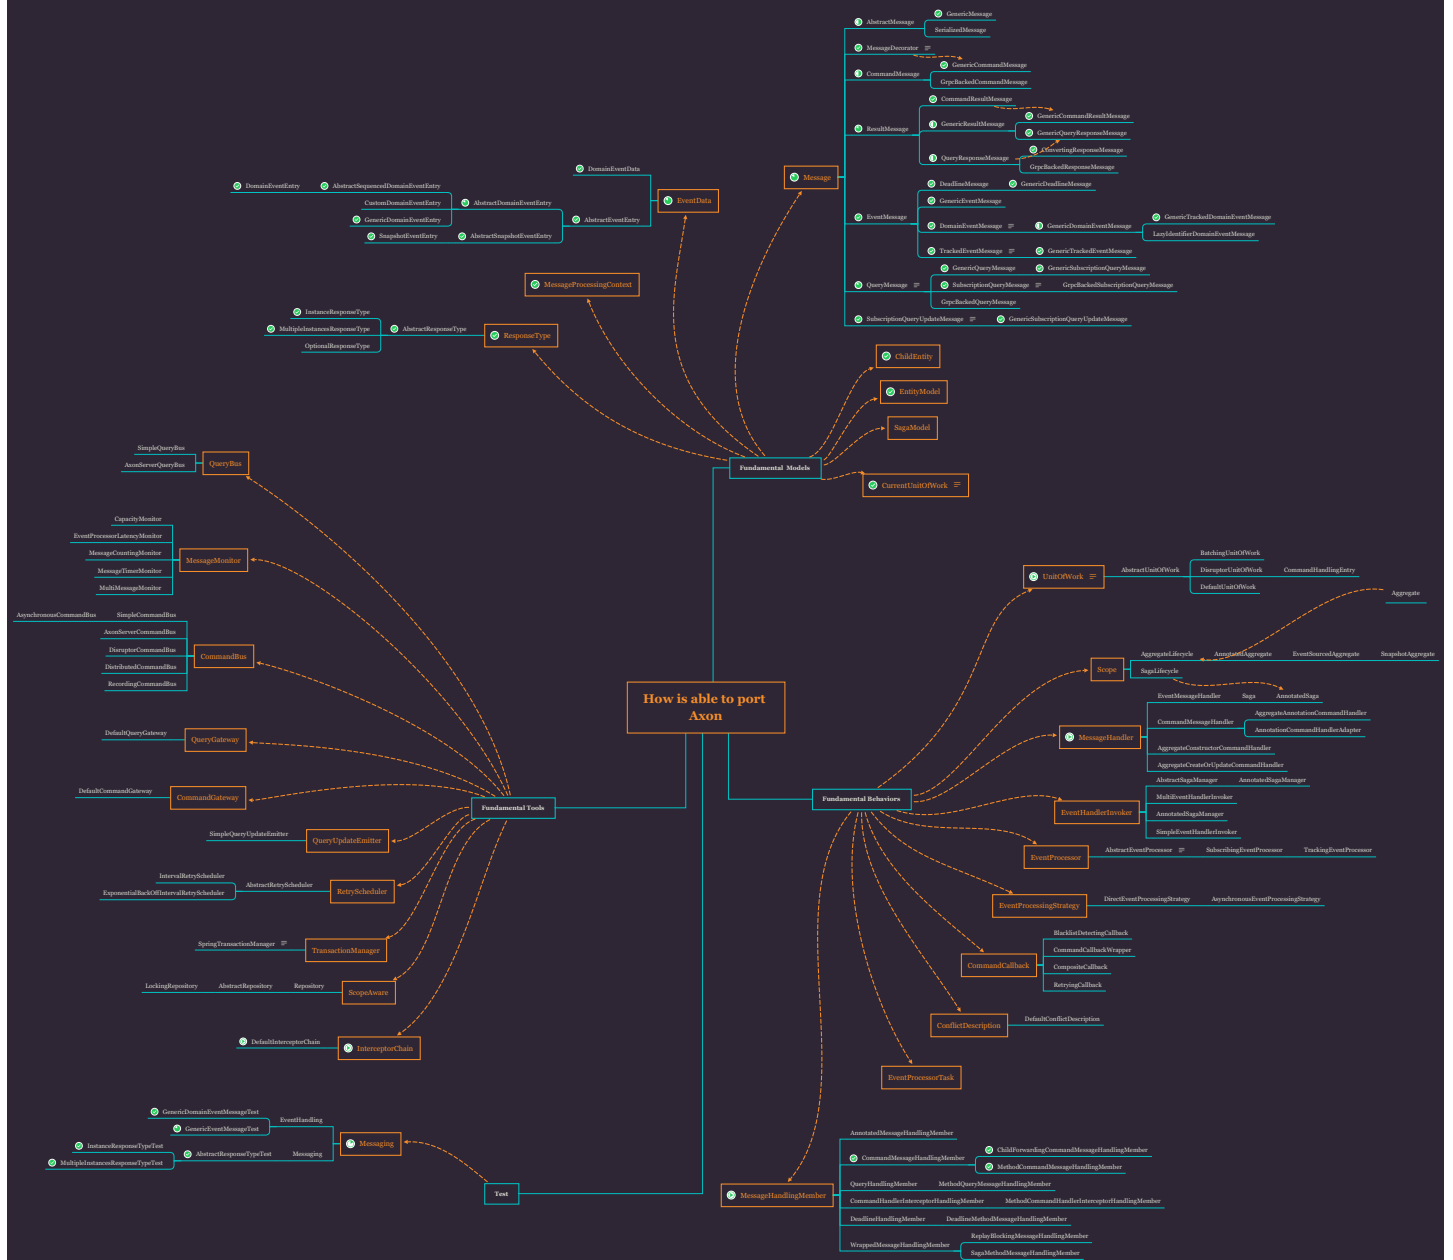 How is able to port
Axon
Fundamental Models
Message
AbstractMessage
GenericMessage
SerializedMessage
MessageDecorator
CommandMessage
GenericCommandMessage
GrpcBackedCommandMessage
ResultMessage
CommandResultMessage
GenericResultMessage
GenericCommandResultMessage
GenericQueryResponseMessage
QueryResponseMessage
ConvertingResponseMessage
GrpcBackedResponseMessage
EventMessage
DeadlineMessage
GenericDeadlineMessage
GenericEventMessage
DomainEventMessage
GenericDomainEventMessage
GenericTrackedDomainEventMessage
LazyIdentifierDomainEventMessage
TrackedEventMessage
GenericTrackedEventMessage
QueryMessage
GenericQueryMessage
GenericSubscriptionQueryMessage
SubscriptionQueryMessage
GrpcBackedSubscriptionQueryMessage
GrpcBackedQueryMessage
SubscriptionQueryUpdateMessage
GenericSubscriptionQueryUpdateMessage
EventData
DomainEventData
AbstractEventEntry
AbstractDomainEventEntry
AbstractSequencedDomainEventEntry
DomainEventEntry
CustomDomainEventEntry
GenericDomainEventEntry
AbstractSnapshotEventEntry
SnapshotEventEntry
MessageProcessingContext
ResponseType
AbstractResponseType
InstanceResponseType
MultipleInstancesResponseType
OptionalResponseType
ChildEntity
EntityModel
SagaModel
CurrentUnitOfWork
Fundamental Behaviors
UnitOfWork
AbstractUnitOfWork
BatchingUnitOfWork
DisruptorUnitOfWork
CommandHandlingEntry
DefaultUnitOfWork
Aggregate
Scope
AggregateLifecycle
AnnotatedAggregate
EventSourcedAggregate
SnapshotAggregate
SagaLifecycle
MessageHandler
EventMessageHandler
Saga
AnnotatedSaga
CommandMessageHandler
AggregateAnnotationCommandHandler
AnnotationCommandHandlerAdapter
AggregateConstructorCommandHandler
AggregateCreateOrUpdateCommandHandler
EventHandlerInvoker
AbstractSagaManager
AnnotatedSagaManager
MultiEventHandlerInvoker
AnnotatedSagaManager
SimpleEventHandlerInvoker
EventProcessor
AbstractEventProcessor
SubscribingEventProcessor
TrackingEventProcessor
EventProcessingStrategy
DirectEventProcessingStrategy
AsynchronousEventProcessingStrategy
CommandCallback
BlacklistDetectingCallback
CommandCallbackWrapper
CompositeCallback
RetryingCallback
ConflictDescription
DefaultConflictDescription
EventProcessorTask
MessageHandlingMember
AnnotatedMessageHandlingMember
CommandMessageHandlingMember
ChildForwardingCommandMessageHandlingMember
MethodCommandMessageHandlingMember
QueryHandlingMember
MethodQueryMessageHandlingMember
CommandHandlerInterceptorHandlingMember
MethodCommandHandlerInterceptorHandlingMember
DeadlineHandlingMember
DeadlineMethodMessageHandlingMember
WrappedMessageHandlingMember
ReplayBlockingMessageHandlingMember
SagaMethodMessageHandlingMember
Fundamental Tools
QueryBus
SimpleQueryBus
AxonServerQueryBus
MessageMonitor
CapacityMonitor
EventProcessorLatencyMonitor
MessageCountingMonitor
MessageTimerMonitor
MultiMessageMonitor
CommandBus
SimpleCommandBus
AsynchronousCommandBus
AxonServerCommandBus
DisruptorCommandBus
DistributedCommandBus
RecordingCommandBus
QueryGateway
DefaultQueryGateway
CommandGateway
DefaultCommandGateway
QueryUpdateEmitter
SimpleQueryUpdateEmitter
RetryScheduler
AbstractRetryScheduler
IntervalRetryScheduler
ExponentialBackOffIntervalRetryScheduler
TransactionManager
SpringTransactionManager
ScopeAware
Repository
AbstractRepository
LockingRepository
InterceptorChain
DefaultInterceptorChain
Test
Messaging
EventHandling
GenericDomainEventMessageTest
GenericEventMessageTest
Messaging
AbstractResponseTypeTest
InstanceResponseTypeTest
MultipleInstancesResponseTypeTest